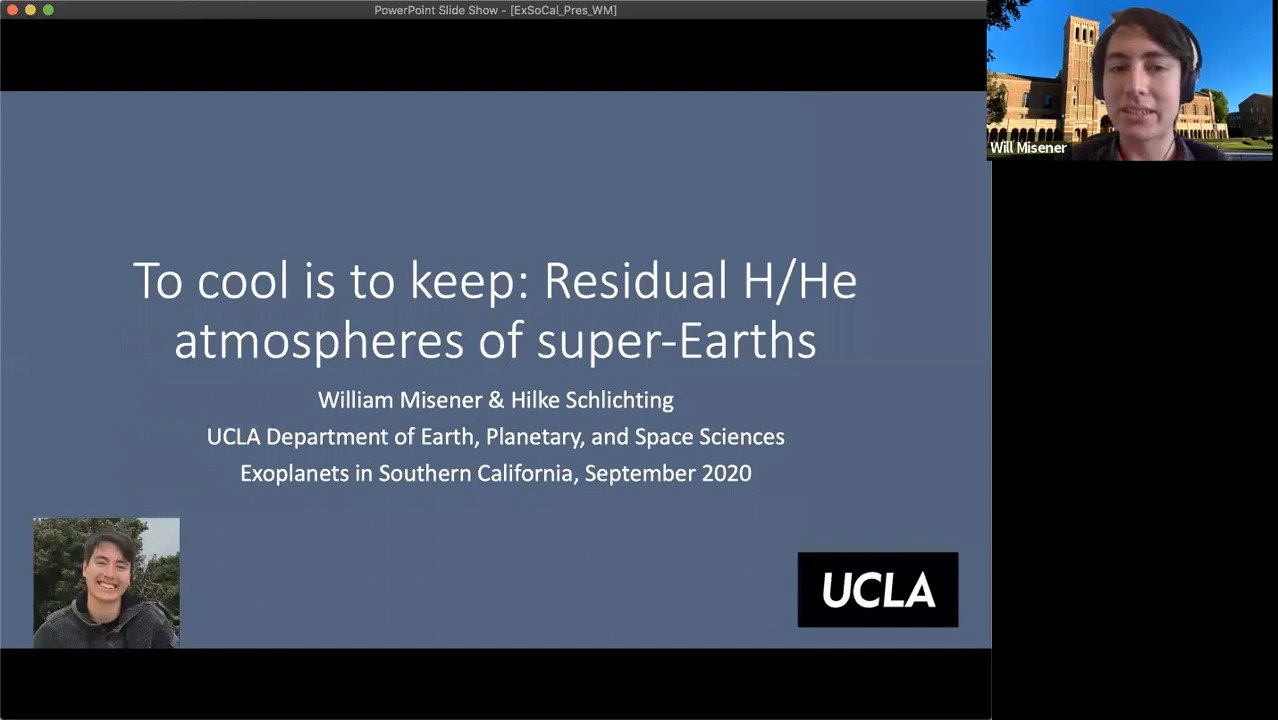 PowerPoint Slide Show - [ExSoCal_Pres_WM]
Will Misener
To cool is to keep: Residual H/He
atmospheres of super-Earths
William Misener & Hilke Schlichting
UCLA Department of Earth, Planetary, and Space Sciences
Exoplanets in Southern California, September 2020
UCLA